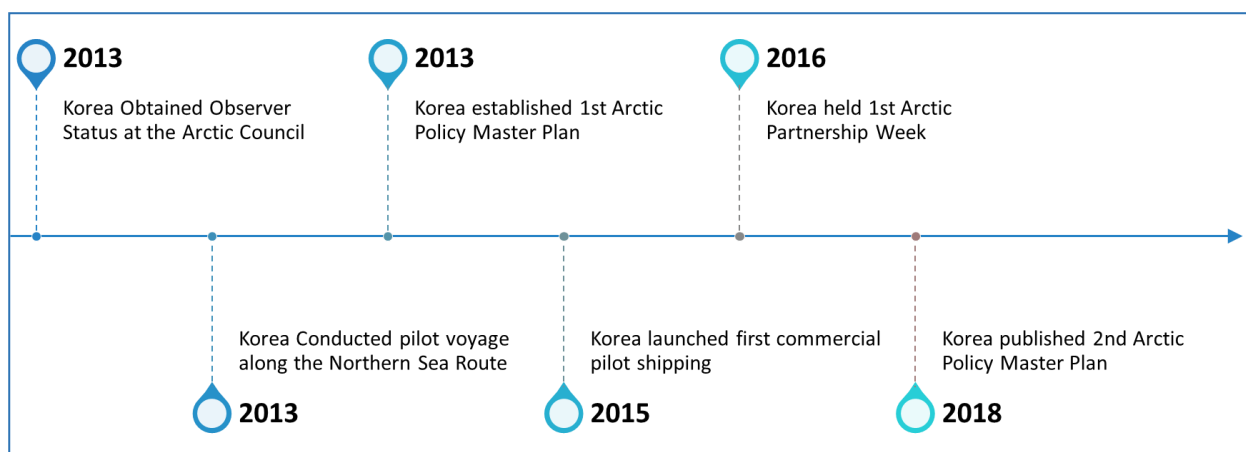 2013
Korea Obtained Observer
Status at the Arctic Council
2013
Korea established 1st Arctic
Policy Master Plan
2016
Korea held 1st Arctic
Partnership Week
Korea Conducted pilot voyage
along the Northern Sea Route
2013
Korea launched first commercial
pilot shipping
2015
Korea published 2nd Arctic
Policy Master Plan
2018